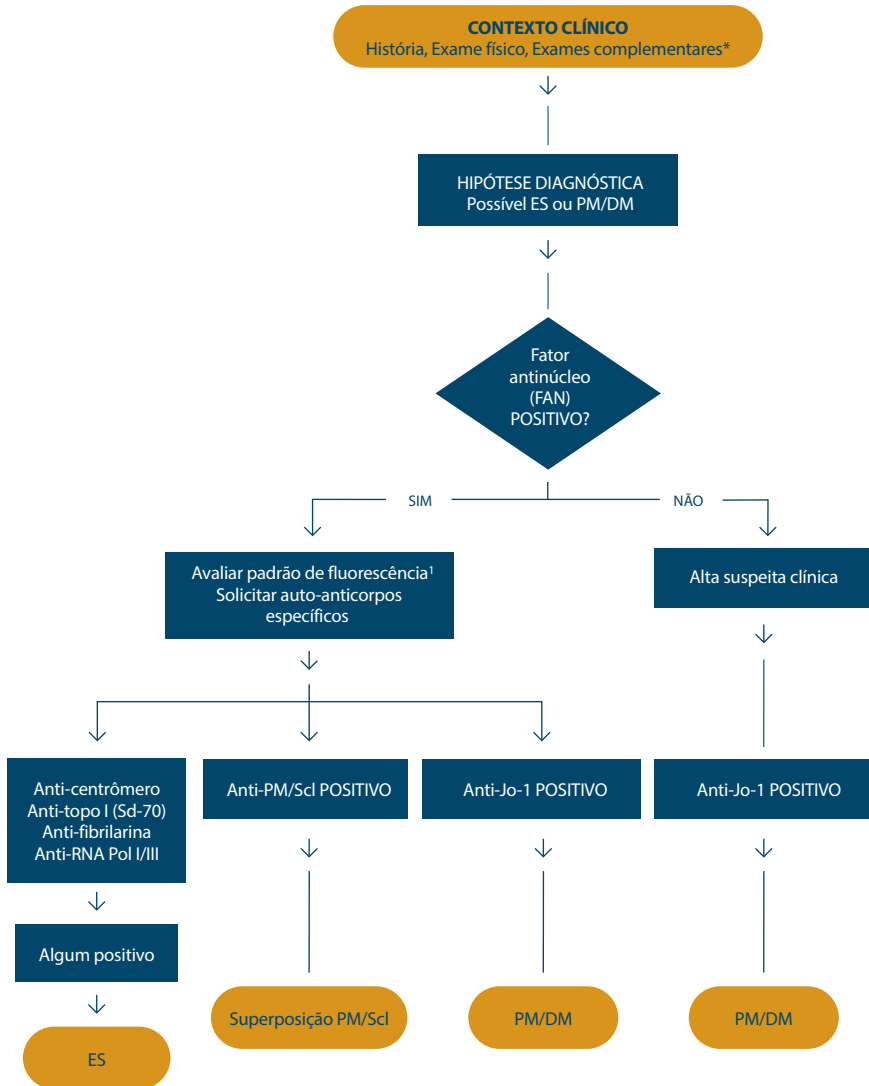 CONTEXTO CLÍNICO
História, Exame físico, Exames complementares*
HIPÓTESE DIAGNÓSTICA
Possível ES ou PM/DM
Fator
antinúcleo
(FAN)
POSITIVO?
SIM
NÃO
Avaliar padrão de fluorescência¹
Solicitar auto-anticorpos
específicos
Alta suspeita clínica
Anti-centrômero
Anti-topo I (Sd-70)
Anti-fibrilarina
Anti-RNA Pol I/III
Anti-PM/Scl POSITIVO
Anti-Jo-1 POSITIVO
Anti-Jo-1 POSITIVO
Algum positivo
ES
Superposição PM/Scl
PM/DM
PM/DM